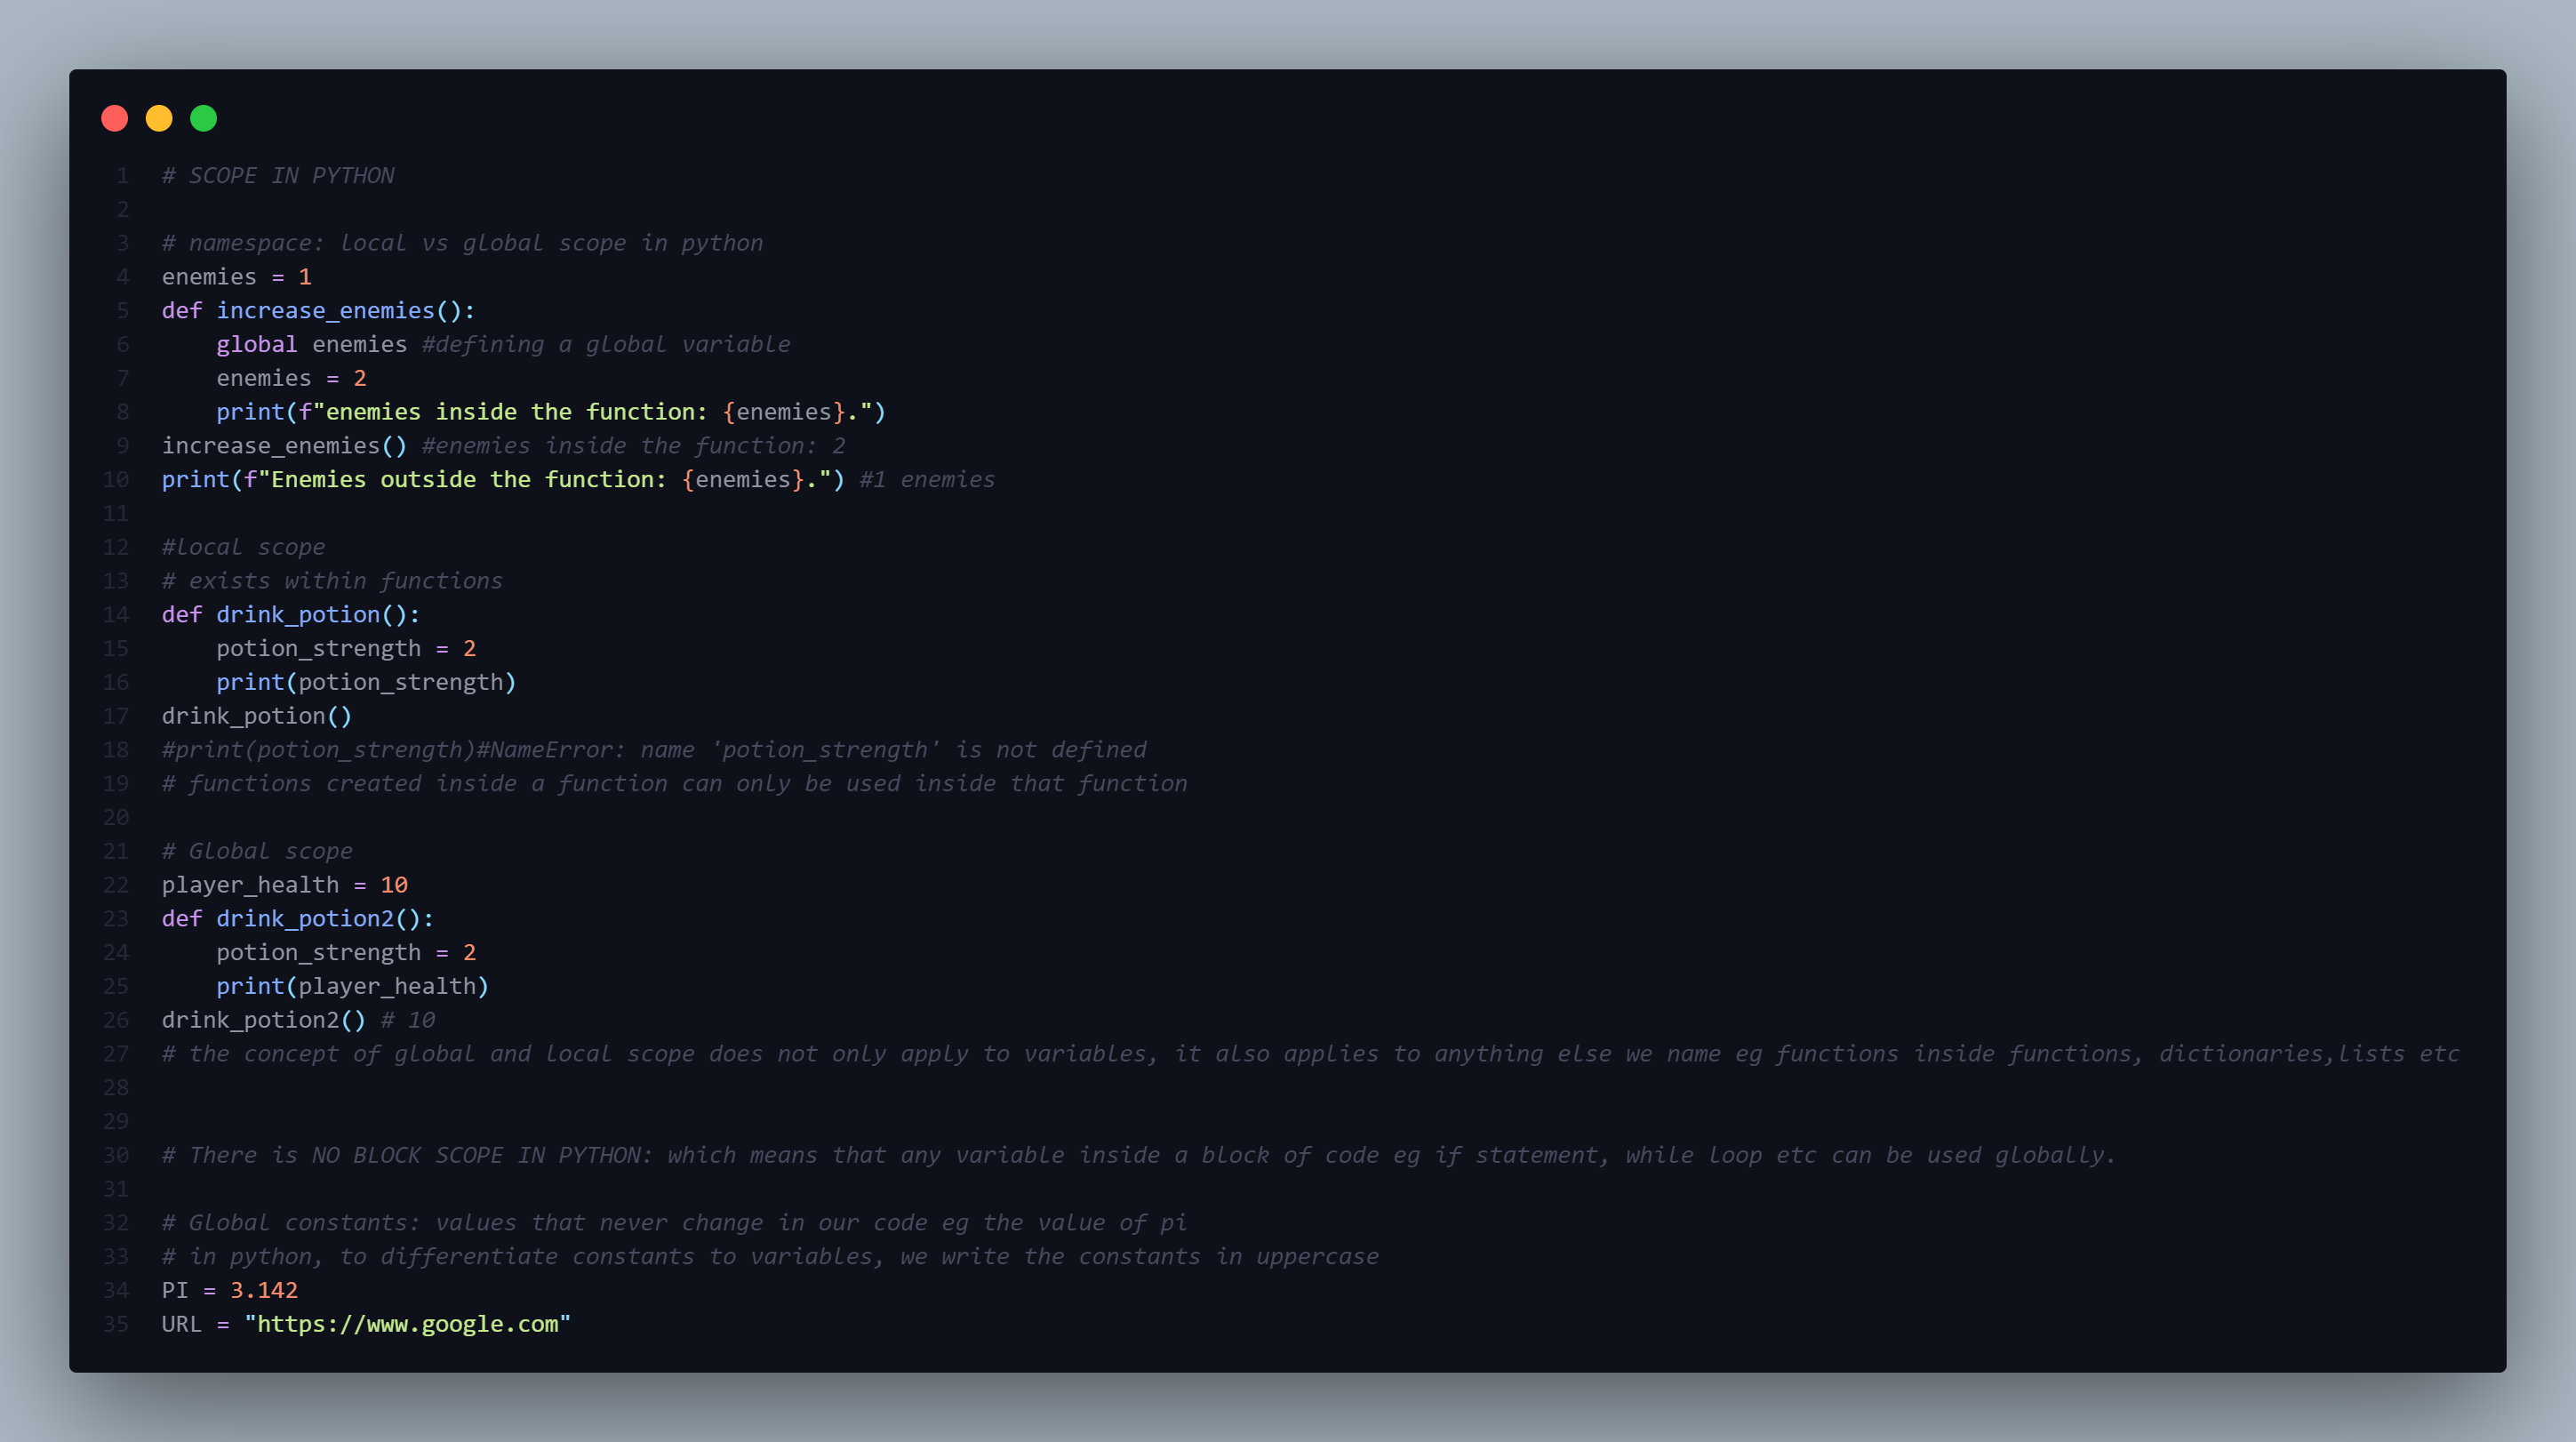 1 # SCOPE IN PYTHON
2
3 # namespace: local vs global scope in python
4 enemies = 1
5 def increase_enemies():
6     global enemies #defining a global variable
7     enemies = 2
8     print(f"enemies inside the function: {enemies}.")
9 increase_enemies() #enemies inside the function: 2
10 print(f"Enemies outside the function: {enemies}.") #1 enemies
11
12 #local scope
13 # exists within functions
14 def drink_potion():
15     potion_strength = 2
16     print(potion_strength)
17 drink_potion()
18 #print(potion_strength)#NameError: name 'potion_strength' is not defined
19 # functions created inside a function can only be used inside that function
20
21 # Global scope
22 player_health = 10
23 def drink_potion2():
24     potion_strength = 2
25     print(player_health)
26 drink_potion2() # 10
27 # the concept of global and local scope does not only apply to variables, it also applies to anything else we name eg functions inside functions, dictionaries,lists etc
28
29
30 # There is NO BLOCK SCOPE IN PYTHON: which means that any variable inside a block of code eg if statement, while loop etc can be used globally.
31
32 # Global constants: values that never change in our code eg the value of pi
33 # in python, to differentiate constants to variables, we write the constants in uppercase
34 PI = 3.142
35 URL = "https://www.google.com"